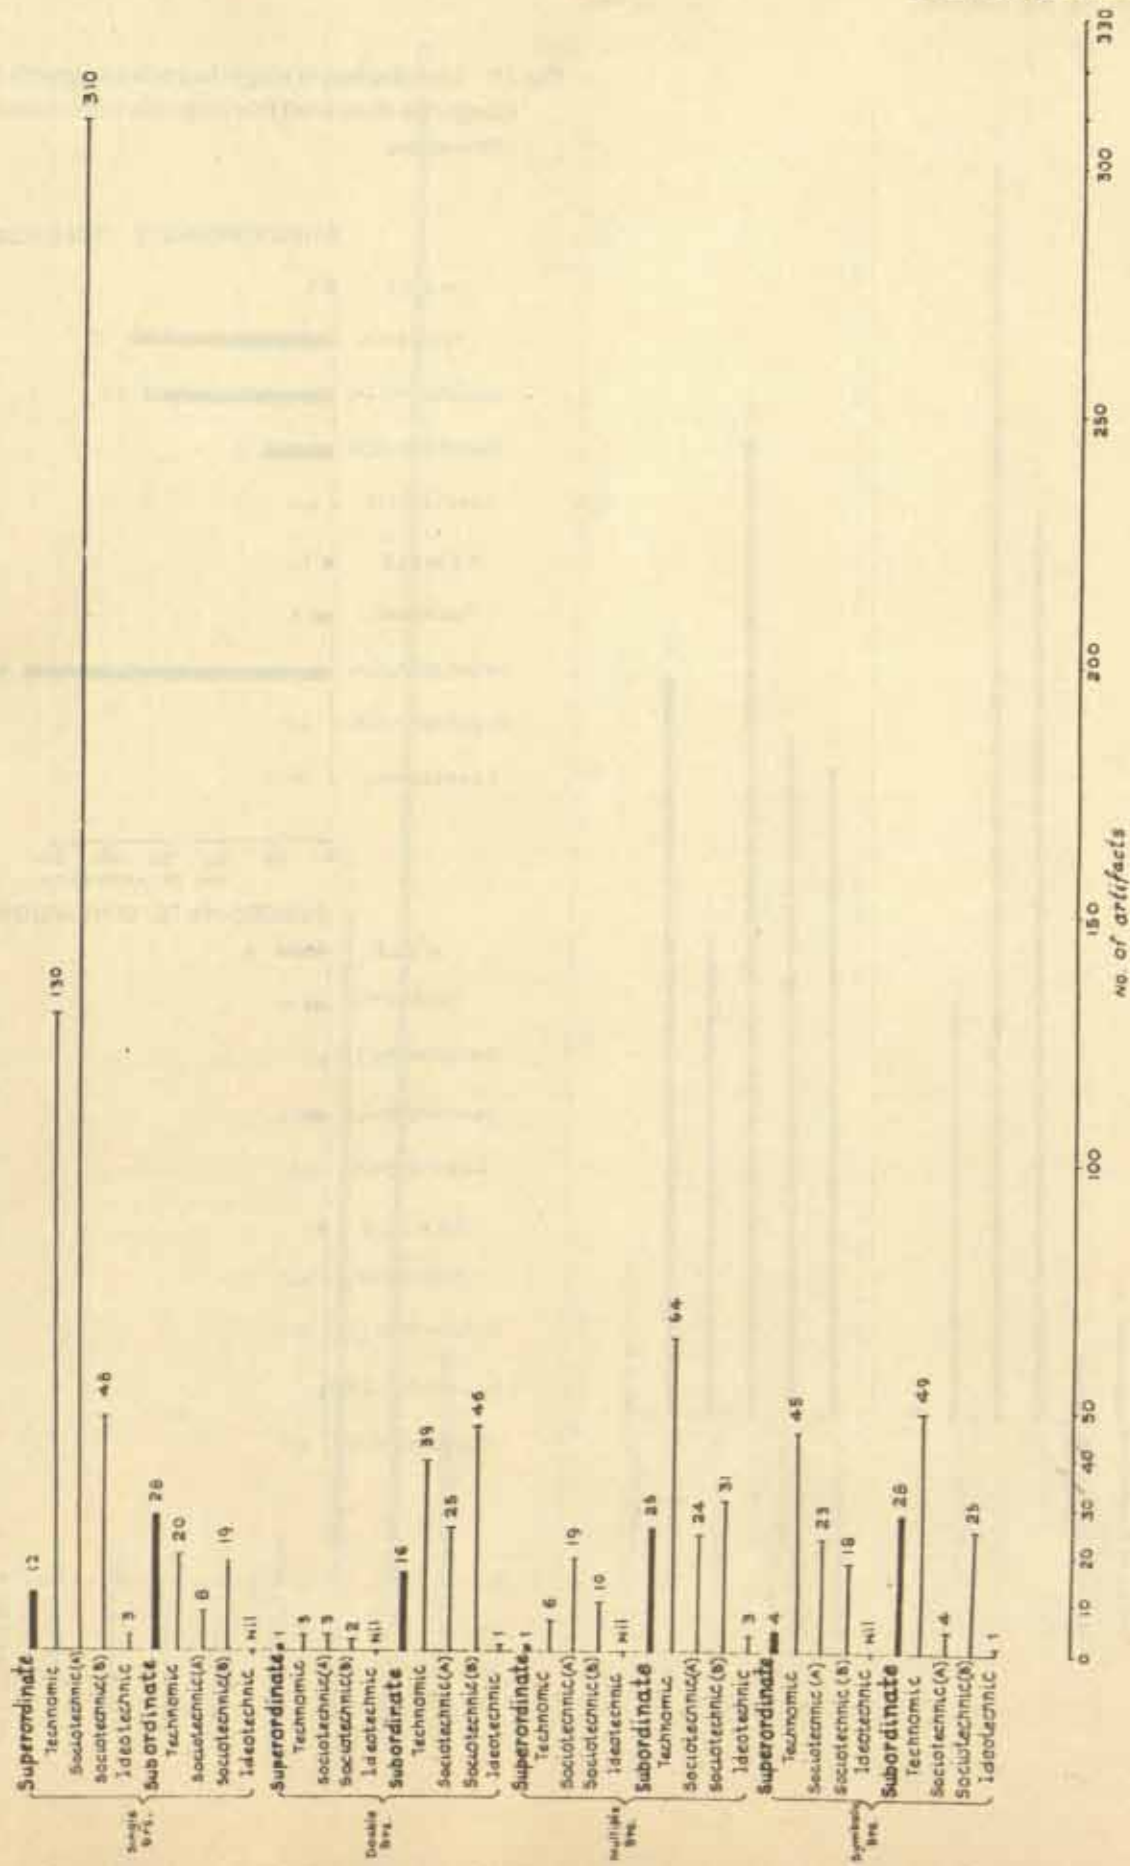 Single Brs.
Superordinate 12
Technomic 130
Sociotechnic(A) 310
Sociotechnic(B) 48
Ideotechnic 3
Subordinate 28
Technomic 20
Sociotechnic(A) 8
Sociotechnic(B) 19
Ideotechnic Nil
Double Brs.
Superordinate 1
Technomic 3
Sociotechnic(A) 3
Sociotechnic(B) 2
Ideotechnic Nil
Subordinate 16
Technomic 39
Sociotechnic(A) 25
Sociotechnic(B) 46
Ideotechnic 1
Multiple Brs.
Superordinate 1
Technomic 6
Sociotechnic(A) 19
Sociotechnic(B) 10
Ideotechnic Nil
Subordinate 25
Technomic 64
Sociotechnic(A) 24
Sociotechnic(B) 31
Ideotechnic 3
Brs.
Superordinate 4
Technomic 45
Sociotechnic(A) 23
Sociotechnic(B) 18
Ideotechnic Nil
Subordinate 28
Technomic 49
Sociotechnic(A) 4
Sociotechnic(B) 25
Ideotechnic 1
0 10 20 30 40 50 100 150 200 250 300 330
No. of artifacts